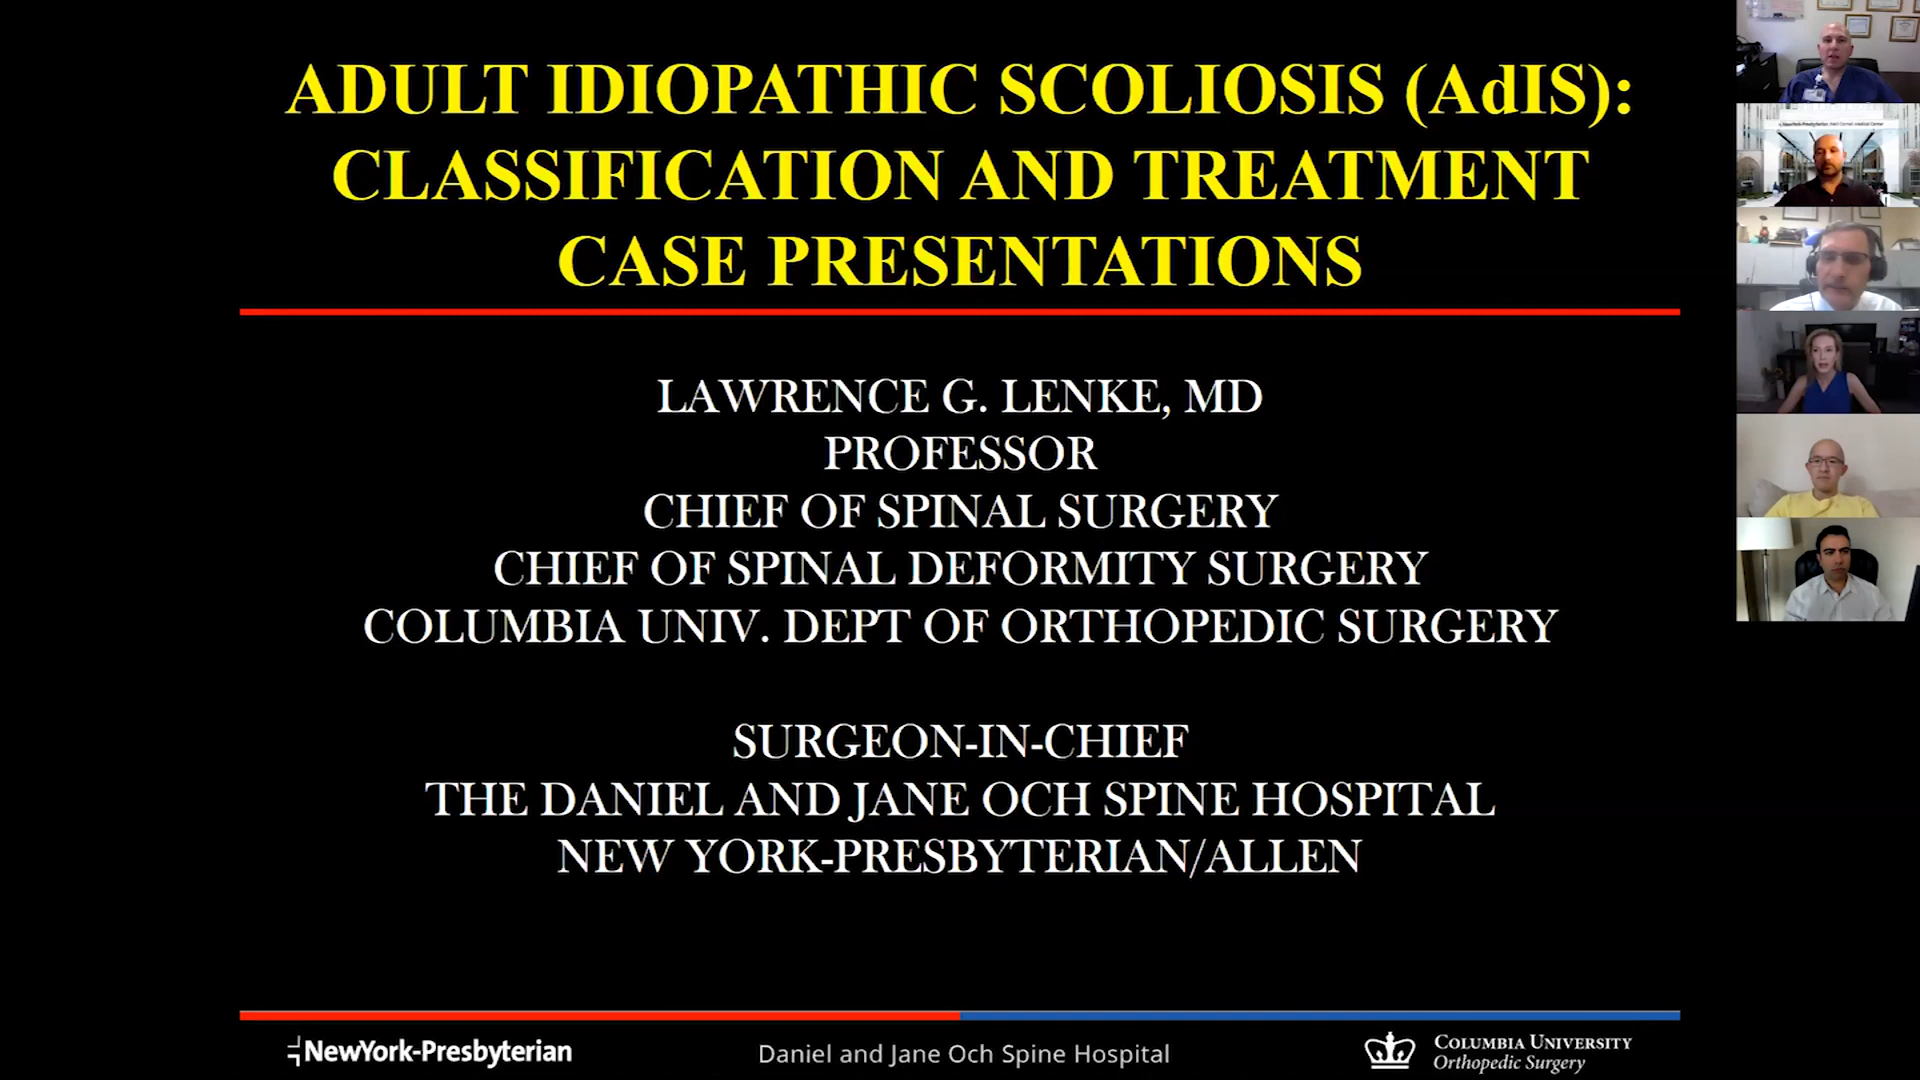 ADULT IDIOPATHIC SCOLIOSIS (AdIS):
CLASSIFICATION AND TREATMENT
CASE PRESENTATIONS
LAWRENCE G. LENKE, MD
PROFESSOR
CHIEF OF SPINAL SURGERY
CHIEF OF SPINAL DEFORMITY SURGERY
COLUMBIA UNIV. DEPT OF ORTHOPEDIC SURGERY
SURGEON-IN-CHIEF
THE DANIEL AND JANE OCH SPINE HOSPITAL
NEW YORK-PRESBYTERIAN/ALLEN
NewYork-Presbyterian
Daniel and Jane Och Spine Hospital
COLUMBIA UNIVERSITY
Orthopedic Surgery